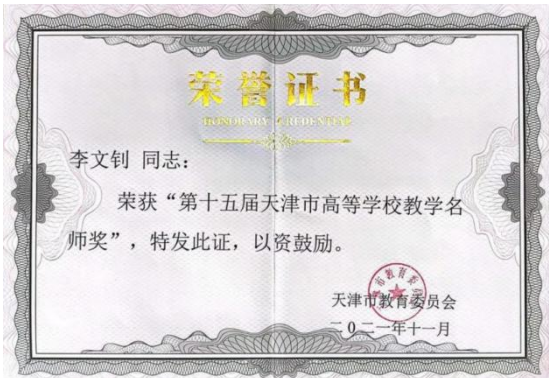 荣誉证书
HONORARY CREDENTIAL
李文钊 同志：
荣获“第十五届天津市高等学校教学名
师奖”，特发此证，以资鼓励。
天津市教育委员会
二0二一年十一月